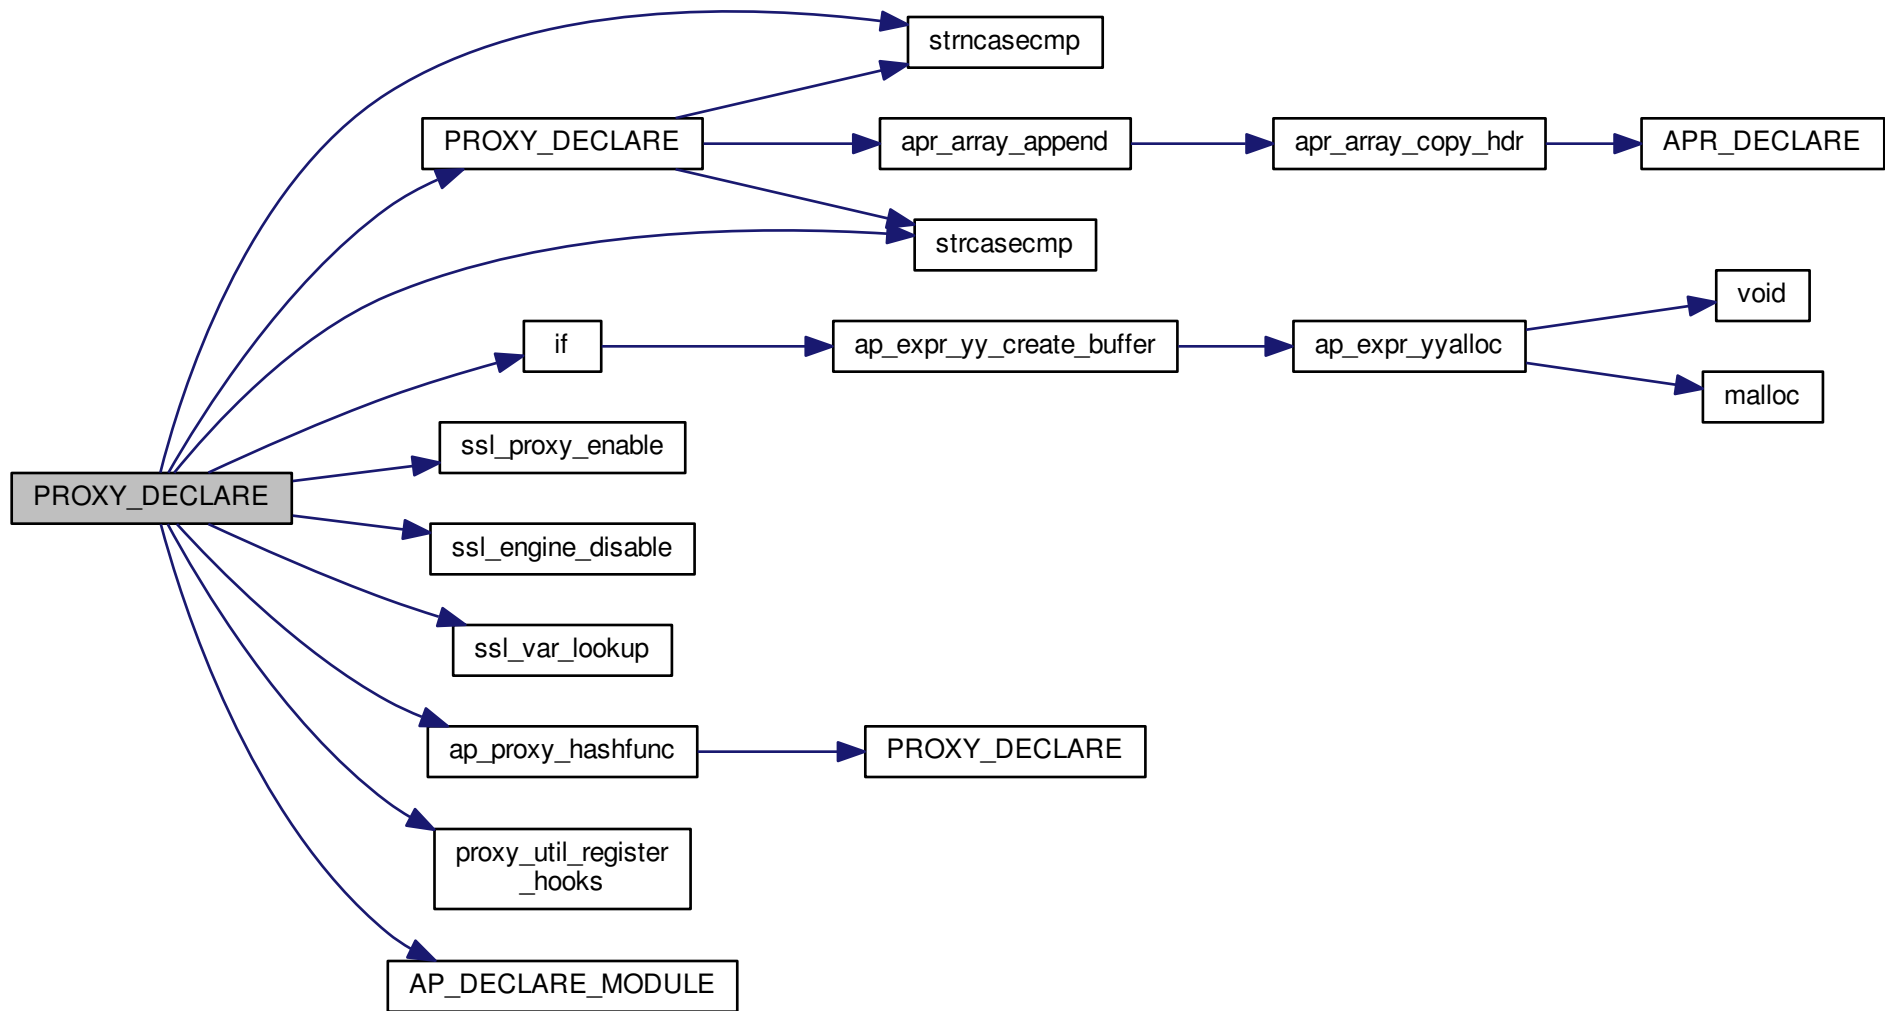 strncasecmp
PROXY_DECLARE
apr_array_append
apr_array_copy_hdr
APR_DECLARE
strcasecmp
void
if
ap_expr_yy_create_buffer
ap_expr_yyalloc
malloc
ssl_proxy_enable
PROXY_DECLARE
ssl_engine_disable
ssl_var_lookup
ap_proxy_hashfunc
PROXY_DECLARE
proxy_util_register
_hooks
AP_DECLARE_MODULE